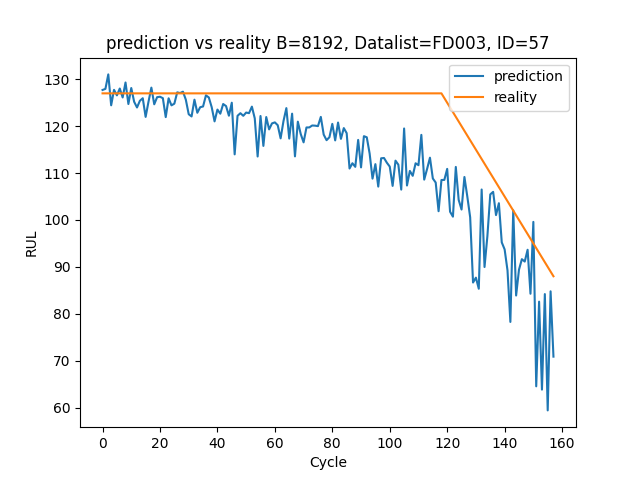 prediction vs reality B=8192, Datalist=FD003, ID=57
prediction
reality
130
120
110
100
90
80
70
60
RUL
0 20 40 60 80 100 120 140 160
Cycle